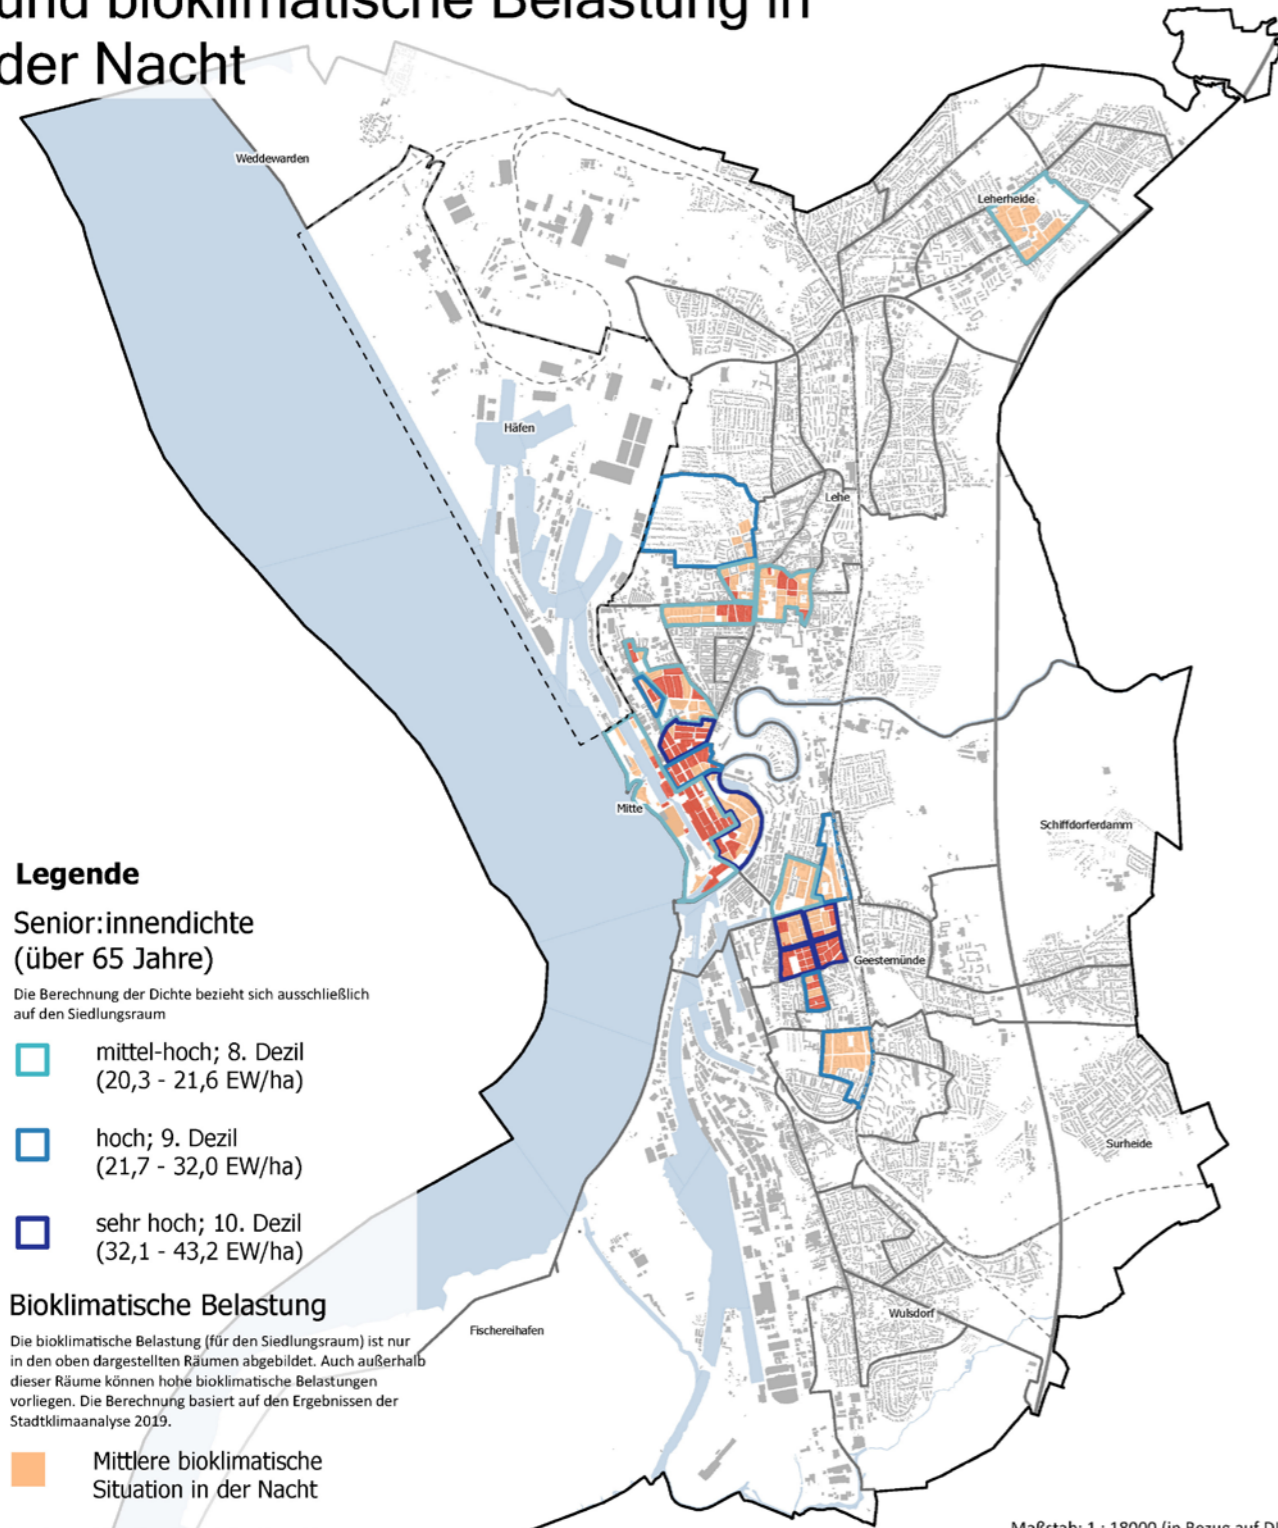 und bioklimatische Belastung in
der Nacht
Weddewarden
Leherheide
Häfen
Lehe
Mitte
Schiffdorferdamm
Geestemünde
Surheide
Wulsdorf
Fischereihafen
Legende
Senior:innendichte
(über 65 Jahre)
Die Berechnung der Dichte bezieht sich ausschließlich
auf den Siedlungsraum
mittel-hoch; 8. Dezil
(20,3 - 21,6 EW/ha)
hoch; 9. Dezil
(21,7 - 32,0 EW/ha)
sehr hoch; 10. Dezil
(32,1 - 43,2 EW/ha)
Bioklimatische Belastung
Die bioklimatische Belastung (für den Siedlungsraum) ist nur
in den oben dargestellten Räumen abgebildet. Auch außerhalb
dieser Räume können hohe bioklimatische Belastungen
vorliegen. Die Berechnung basiert auf den Ergebnissen der
Stadtklimaanalyse 2019.
Mittlere bioklimatische
Situation in der Nacht
Maßstab: 1 : 18000 (in Bezug auf